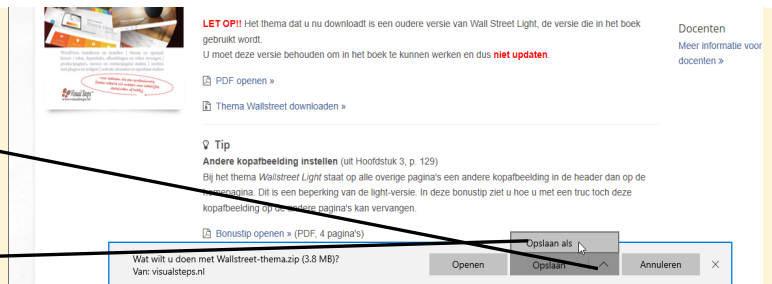 LET OP!! Het thema dat u nu downloadt is een oudere versie van Wall Street Light, de versie die in het boek
gebruikt wordt.
U moet deze versie behouden om in het boek te kunnen werken en dus niet updaten.
PDF openen »
Thema Wallstreet downloaden »
Docenten
Meer informatie voor
docenten »
Tip
Andere kopafbeelding instellen (uit Hoofdstuk 3, p. 129)
Bij het thema Wallstreet Light staat op alle overige pagina's een andere kopafbeelding in de header dan op de
homepagina. Dit is een beperking van de light-versie. In deze bonustip ziet u hoe u met een truc toch deze
kopafbeelding op de andere pagina's kan vervangen.
Bonustip openen » (PDF, 4 pagina's)
Opslaan als
Wat wilt u doen met Wallstreet-thema.zip (3.8 MB)?
Van: visualsteps.nl
Openen
Opslaan
Annuleren
Visual Steps